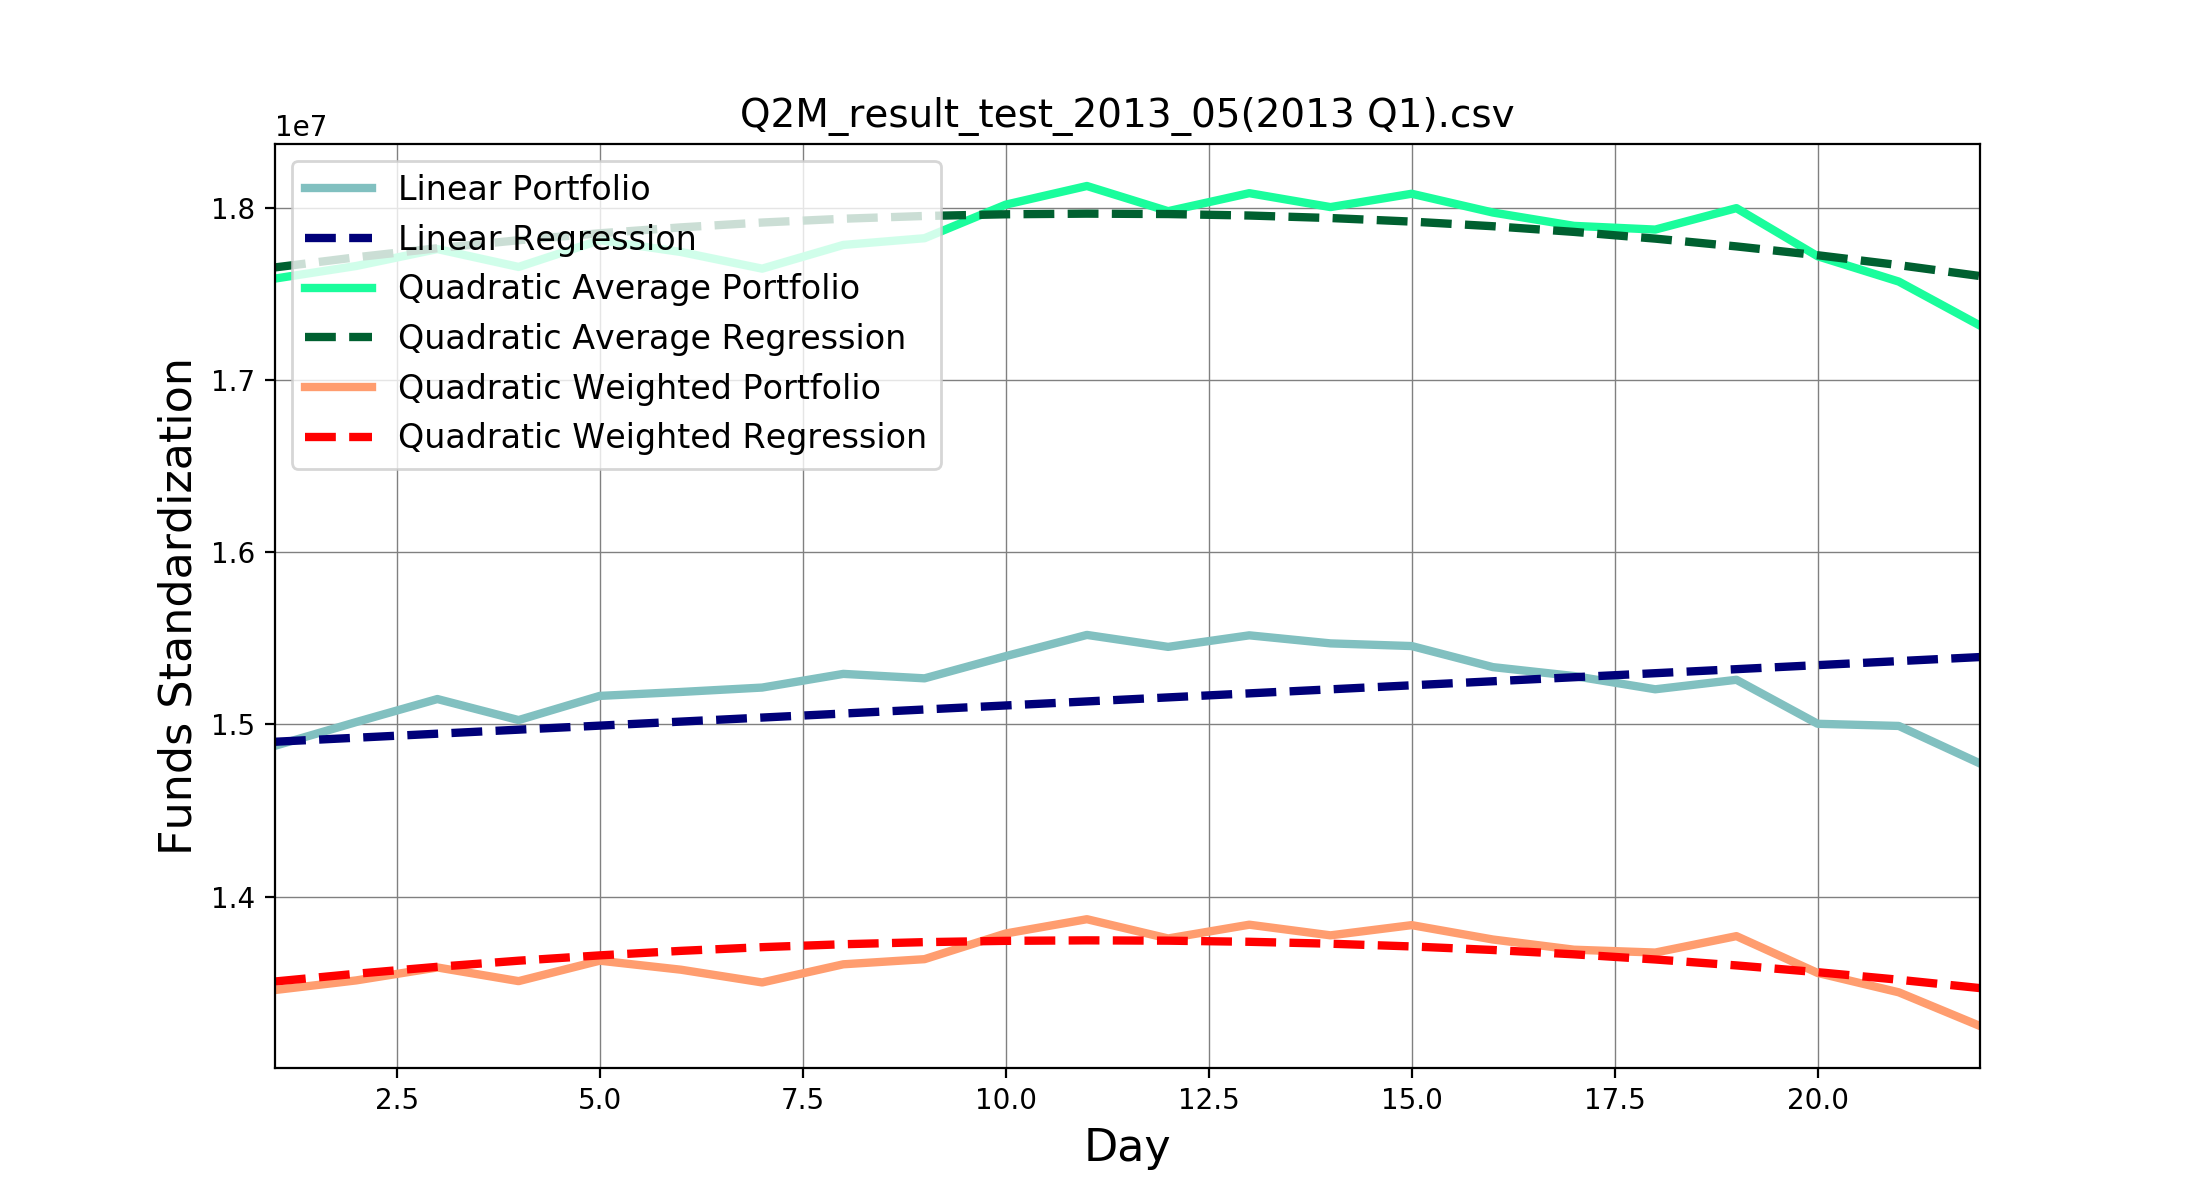 Q2M_result_test_2013_05(2013 Q1).csv
1e7
Linear Portfolio
Linear Regression
Quadratic Average Portfolio
Quadratic Average Regression
Quadratic Weighted Portfolio
Quadratic Weighted Regression
1.8
1.7
1.6
1.5
1.4
Funds Standardization
2.5 5.0 7.5 10.0 12.5 15.0 17.5 20.0
Day